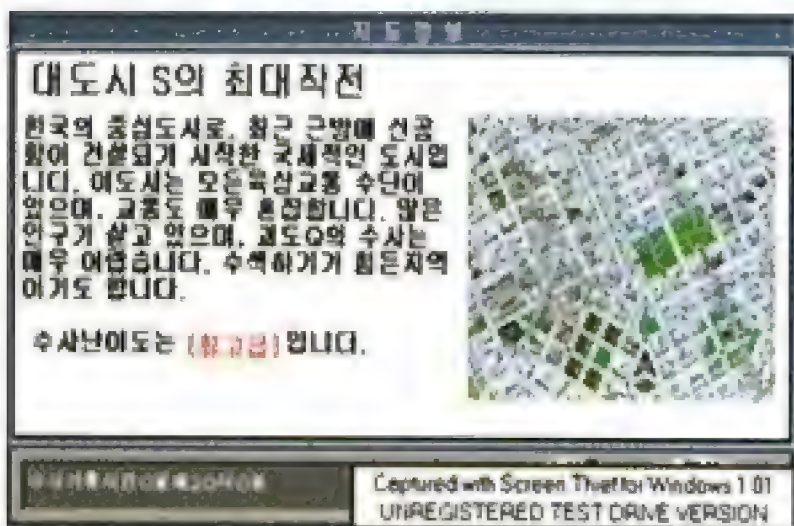 지도정보
대도시 S의 최대작전
한국의 중심도시로, 최근 근방에 신공
항이 건설되기 시작한 국제적인 도시입
니다. 이도시는 모든육상교통 수단이
있으며, 교통도 매우 혼잡합니다. 많은
인구가 살고 있으며, 괴도Q의 수사는
매우 어렵습니다. 수색하기가 힘든지역
이기도 합니다.
수사난이도는 (최고급) 입니다.
Captured with Screen Thief for Windows 1.01
UNREGISTERED TEST DRIVE VERSION